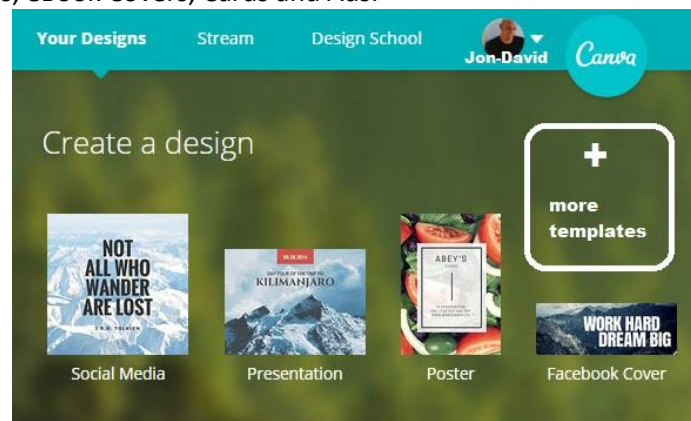 Your Designs Stream Design School Jon-David Canva
Create a design
+
more
templates
NOT
ALL WHO
WANDER
ARE LOST
J.R.R. TOLKIEN
KILIMANJARO
ABEY'S
WORK HARD
DREAM BIG
Social Media Presentation Poster Facebook Cover